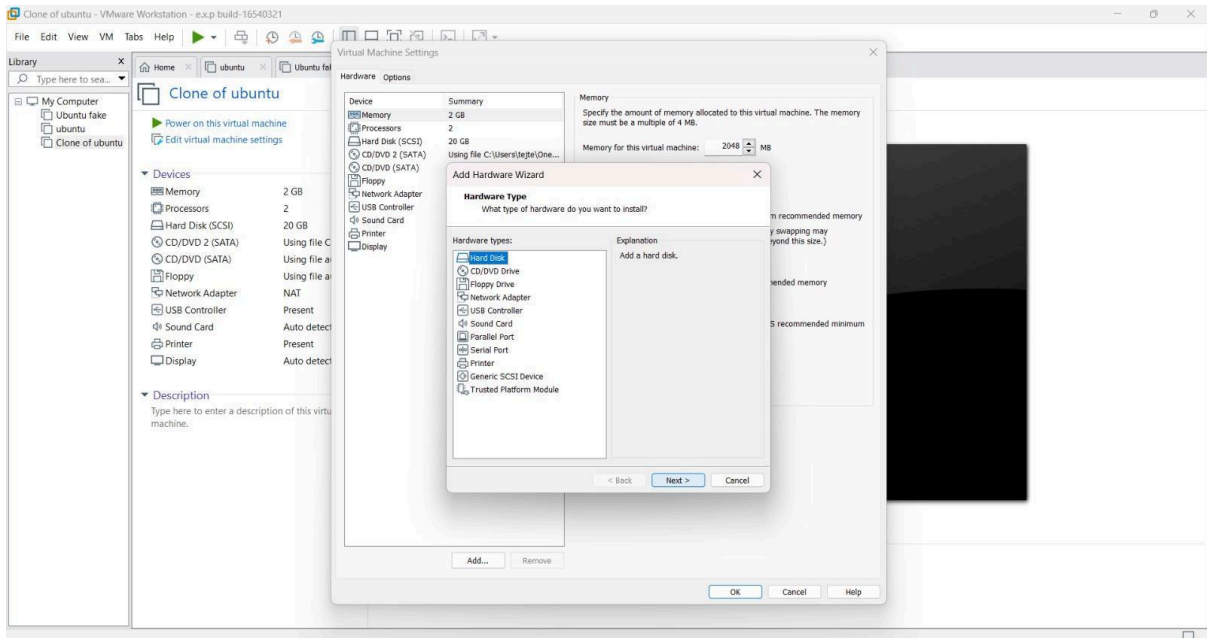 Clone of ubuntu - VMware Workstation - e.x.p build-16540321
File Edit View VM Tabs Help
Library X
Type here to sea...
My Computer
Ubuntu fake
ubuntu
Clone of ubuntu
Home
ubuntu
Ubuntu fa
Clone of ubuntu
Power on this virtual machine
Edit virtual machine settings
Devices
Memory 2 GB
Processors 2
Hard Disk (SCSI) 20 GB
CD/DVD 2 (SATA) Using file C
CD/DVD (SATA) Using file a
Floppy Using file a
Network Adapter NAT
USB Controller Present
Sound Card Auto detect
Printer Present
Display Auto detect
Description
Type here to enter a description of this virtu
machine.
Virtual Machine Settings
Hardware Options
Device Summary
Memory 2 GB
Processors 2
Hard Disk (SCSI) 20 GB
CD/DVD 2 (SATA) Using file C:\Users\tejte\One...
CD/DVD (SATA)
Floppy
Network Adapter
USB Controller
Sound Card
Printer
Display
Memory
Specify the amount of memory allocated to this virtual machine. The memory
size must be a multiple of 4 MB.
Memory for this virtual machine: 2048 MB
m recommended memory
y swapping may
eyond this size.)
ended memory
S recommended minimum
Add Hardware Wizard
Hardware Type
What type of hardware do you want to install?
Hardware types:
Hard Disk
CD/DVD Drive
Floppy Drive
Network Adapter
USB Controller
Sound Card
Parallel Port
Serial Port
Printer
Generic SCSI Device
Trusted Platform Module
Explanation
Add a hard disk.
< Back Next > Cancel
Add... Remove
OK Cancel Help